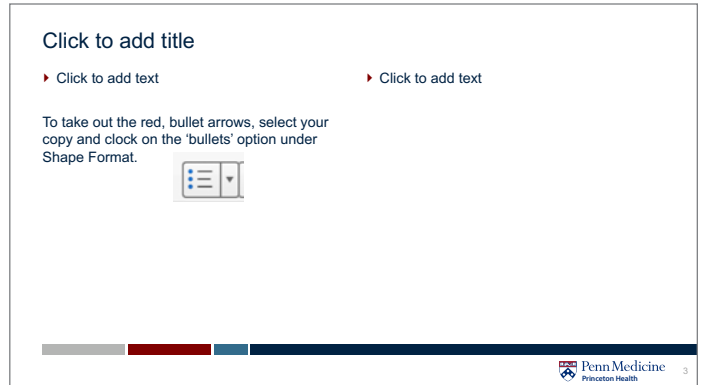 Click to add title
Click to add text
To take out the red, bullet arrows, select your
copy and clock on the ‘bullets’ option under
Shape Format.
Click to add text
Penn Medicine
Princeton Health
3